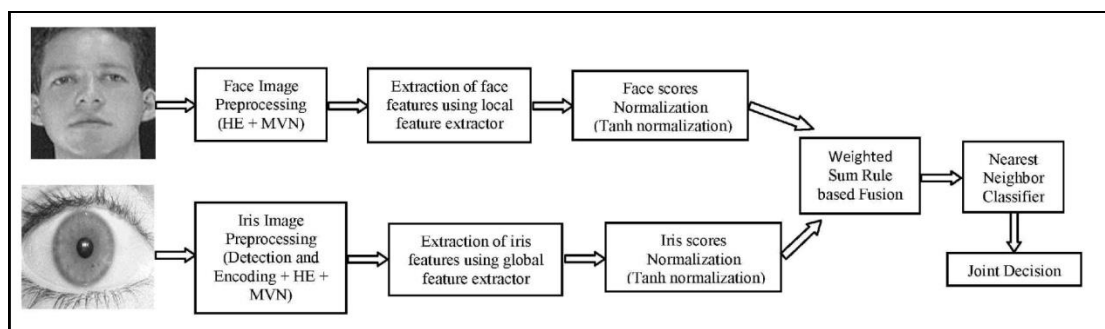 Face Image
Preprocessing
(HE + MVN)
Extraction of face
features using local
feature extractor
Face scores
Normalization
(Tanh normalization)
Weighted
Sum Rule
based Fusion
Nearest
Neighbor
Classifier
Joint Decision
Iris Image
Preprocessing
(Detection and
Encoding + HE +
MVN)
Extraction of iris
features using global
feature extractor
Iris scores
Normalization
(Tanh normalization)